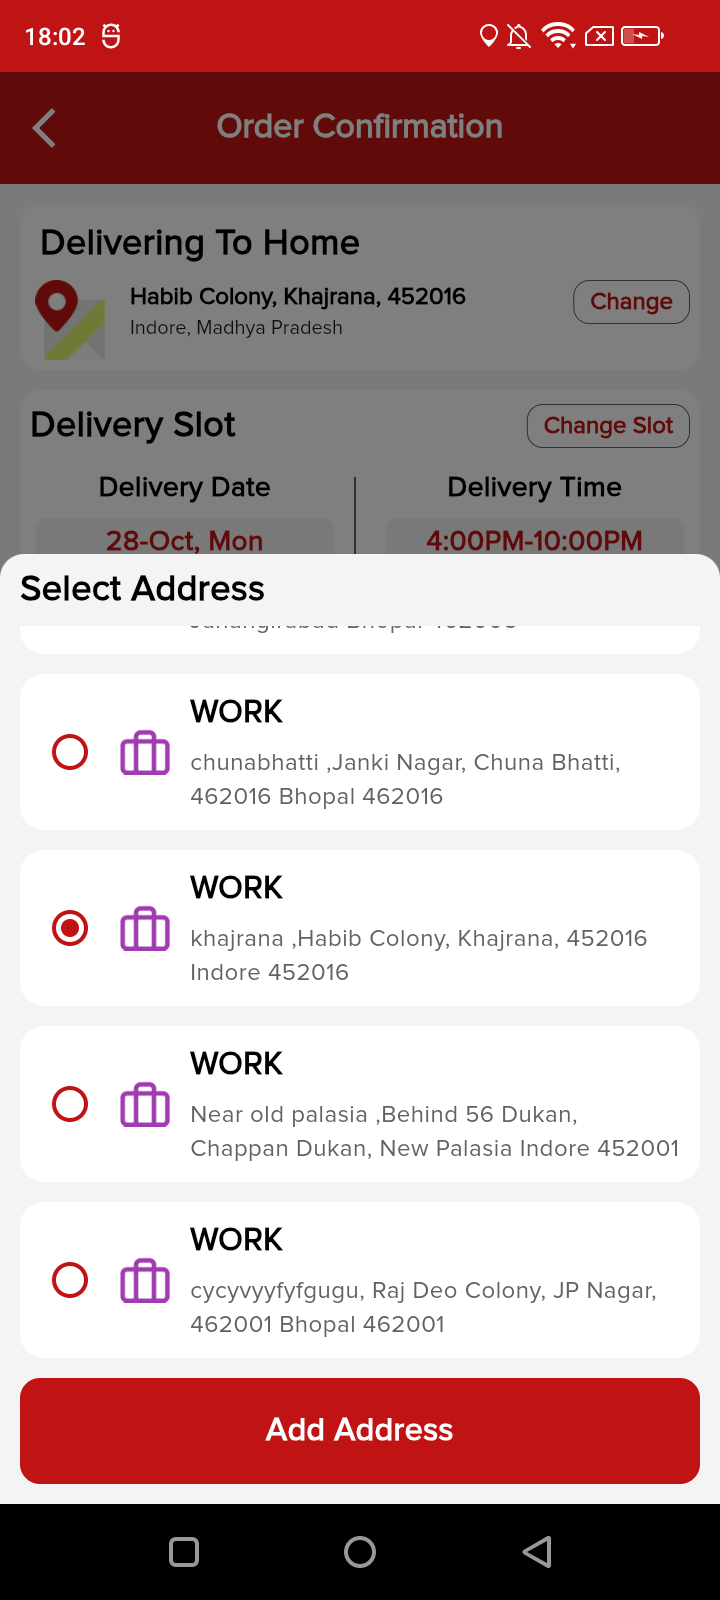 18:02
Order Confirmation
Delivering To Home
Habib Colony, Khajrana, 452016
Indore, Madhya Pradesh
Change
Delivery Slot
Change Slot
Delivery Date
Delivery Time
28-Oct, Mon
4:00PM-10:00PM
Select Address
WORK
chunabhatti ,Janki Nagar, Chuna Bhatti,
462016 Bhopal 462016
WORK
khajrana ,Habib Colony, Khajrana, 452016
Indore 452016
WORK
Near old palasia ,Behind 56 Dukan,
Chappan Dukan, New Palasia Indore 452001
WORK
cycyvyyfyfgugu, Raj Deo Colony, JP Nagar,
462001 Bhopal 462001
Add Address